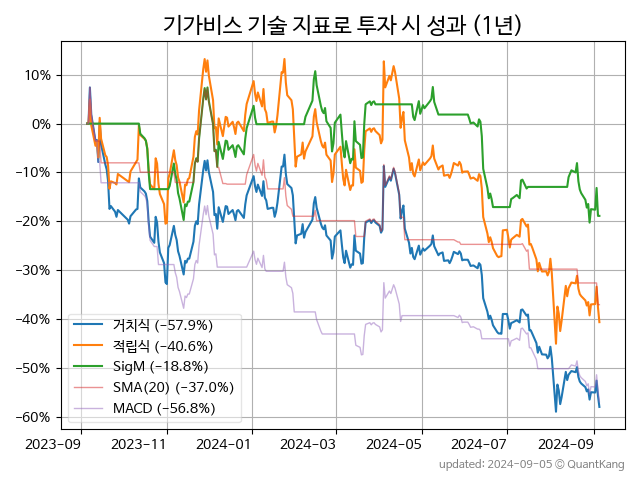 기가비스 기술 지표로 투자 시 성과 (1년)
10%
0%
−10%
−20%
−30%
−40%
−50%
−60%
거치식 (−57.9%)
적립식 (−40.6%)
SigM (−18.8%)
SMA(20) (−37.0%)
MACD (−56.8%)
2023-09 2023-11 2024-01 2024-03 2024-05 2024-07 2024-09
updated: 2024-09-05 © QuantKang